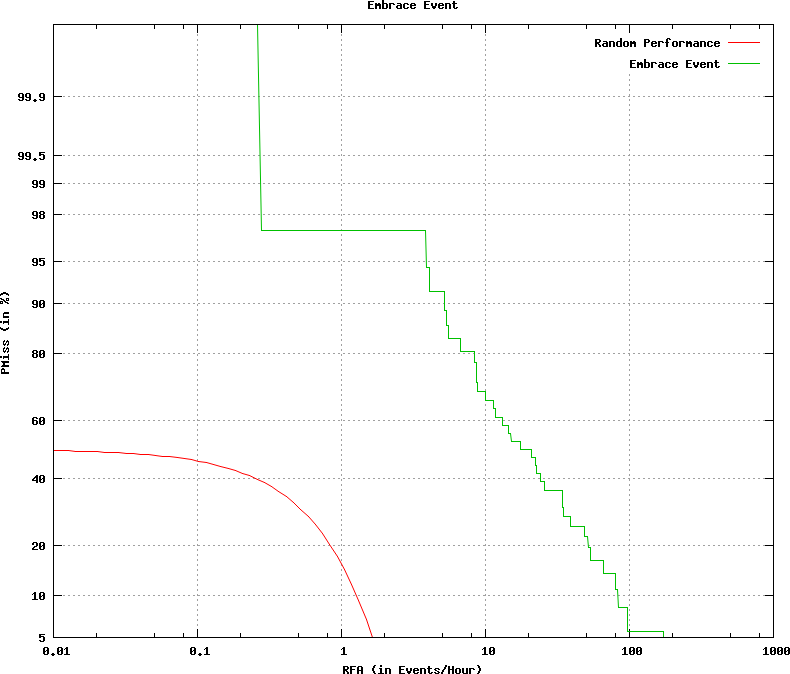 Embrace Event
Random Performance
Embrace Event
99.9
99.5
99
98
95
90
80
60
40
20
10
5
PMiss (in %)
0.01 0.1 1 10 100 1000
RFA (in Events/Hour)